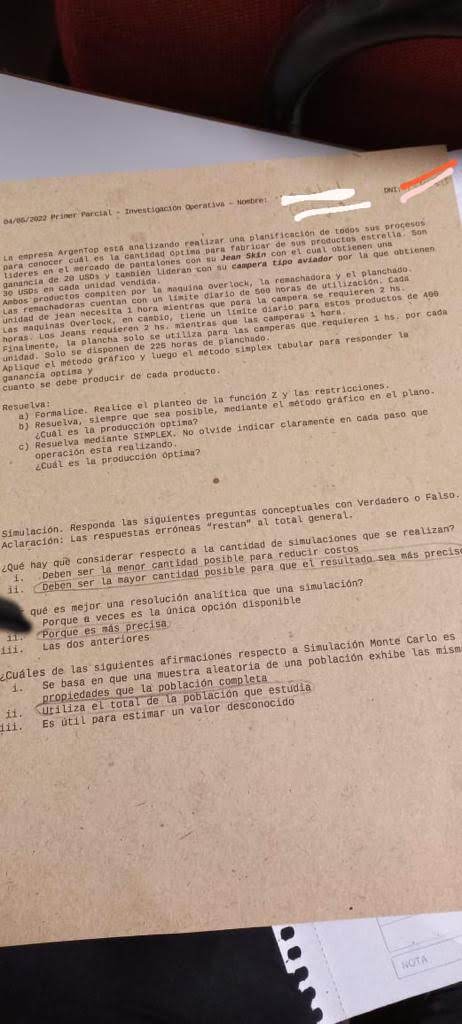 04/05/2022 Primer Parcial - Investigación Operativa - Nombre:
DNI:
La empresa ArgenTop está analizando realizar una planificación de todos sus procesos
para conocer cuál es la cantidad óptima para fabricar de sus productos estrella. Son
líderes en el mercado de pantalones con su Jean Skin con el cual obtienen una
ganancia de 20 USDs y también lideran con su campera tipo aviador por la que obtienen
30 USDs en cada unidad vendida.
Ambos productos compiten por la maquina overlock, la remachadora y el planchado.
Las remachadoras cuentan con un límite diario de 500 horas de utilización. Cada
unidad de jean necesita 1 hora mientras que para la campera se requieren 2 hs.
Las maquinas Overlock, en cambio, tiene un límite diario para estos productos de 400
horas. Los Jeans requieren 2 hs. mientras que las camperas 1 hora.
Finalmente, la plancha solo se utiliza para las camperas que requieren 1 hs. por cada
unidad. Solo se disponen de 225 horas de planchado.
Aplique el método gráfico y luego el método simplex tabular para responder la
ganancia optima y
cuanto se debe producir de cada producto.
Resuelva:
a) Formalice. Realice el planteo de la función Z y las restricciones.
b) Resuelva, siempre que sea posible, mediante el método gráfico en el plano.
¿Cuál es la produccion optima?
c) Resuelva mediante SIMPLEX. No olvide indicar claramente en cada paso que
operación está realizando.
¿Cuál es la producción óptima?
Simulación. Responda las siguientes preguntas conceptuales con Verdadero o Falso.
Aclaración: Las respuestas erróneas "restan" al total general.
¿Qué hay que considerar respecto a la cantidad de simulaciones que se realizan?
i. Deben ser la menor cantidad posible para reducir costos
ii. Deben ser la mayor cantidad posible para que el resultado sea más preciso
qué es mejor una resolución analítica que una simulación?
Porque a veces es la única opción disponible
ii. Porque es más precisa
iii. Las dos anteriores
¿Cuáles de las siguientes afirmaciones respecto a Simulación Monte Carlo es
i. Se basa en que una muestra aleatoria de una población exhibe las mism
propiedades que la población completa
ii. Utiliza el total de la población que estudia
iii. Es útil para estimar un valor desconocido
NOTA